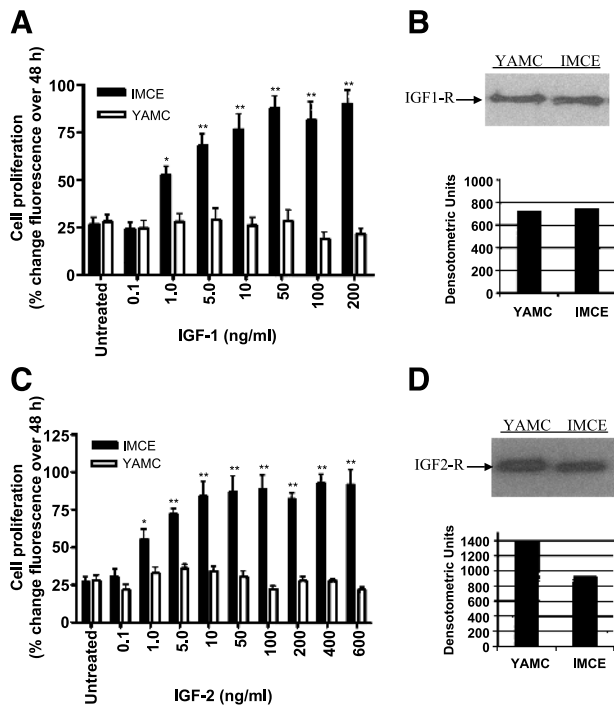 A
Cell proliferation
(% change fluorescence over 48 h)
100
75
50
25
0
IMCE
YAMC
*
**
**
**
**
**
Untreated
0.1
1.0
5.0
10
50
100
200
IGF-1 (ng/ml)
B
YAMC IMCE
IGF1-R
Densotometric Units
1000
800
600
400
200
0
YAMC IMCE
C
Cell proliferation
(% change fluorescence over 48 h)
125
100
75
50
25
0
IMCE
YAMC
*
**
**
**
**
**
**
**
Untreated
0.1
1.0
5.0
10
50
100
200
400
600
IGF-2 (ng/ml)
D
YAMC IMCE
IGF2-R
Densotometric Units
1400
1200
1000
800
600
400
200
0
YAMC IMCE